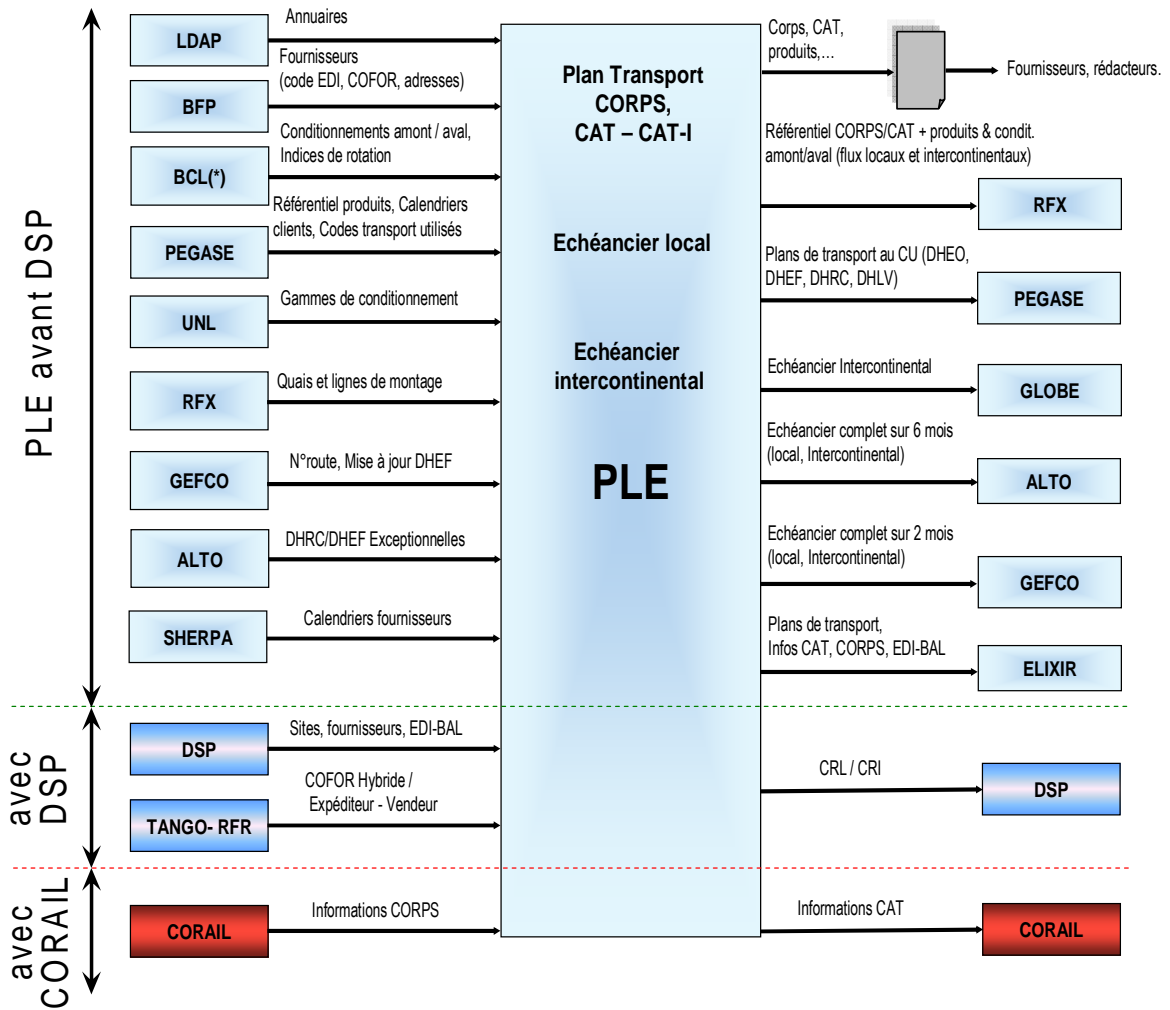 PLE avant DSP
LDAP
Annuaires
BFP
Fournisseurs
(code EDI, COFOR, adresses)
BCL(*)
Conditionnements amont / aval,
Indices de rotation
PEGASE
Référentiel produits, Calendriers
clients, Codes transport utilisés
UNL
Gammes de conditionnement
RFX
Quais et lignes de montage
GEFCO
N°route, Mise à jour DHEF
ALTO
DHRC/DHEF Exceptionnelles
SHERPA
Calendriers fournisseurs
avec
DSP
DSP
Sites, fournisseurs, EDI-BAL
TANGO- RFR
COFOR Hybride /
Expéditeur - Vendeur
avec
CORAIL
CORAIL
Informations CORPS
Plan Transport
CORPS,
CAT – CAT-I
Echéancier local
Echéancier
intercontinental
PLE
Corps, CAT,
produits,...
Fournisseurs, rédacteurs.
Référentiel CORPS/CAT + produits & condit.
amont/aval (flux locaux et intercontinentaux)
RFX
Plans de transport au CU (DHEO,
DHEF, DHRC, DHLV)
PEGASE
Echéancier Intercontinental
GLOBE
Echéancier complet sur 6 mois
(local, Intercontinental)
ALTO
Echéancier complet sur 2 mois
(local, Intercontinental)
GEFCO
Plans de transport,
Infos CAT, CORPS, EDI-BAL
ELIXIR
CRL / CRI
DSP
Informations CAT
CORAIL